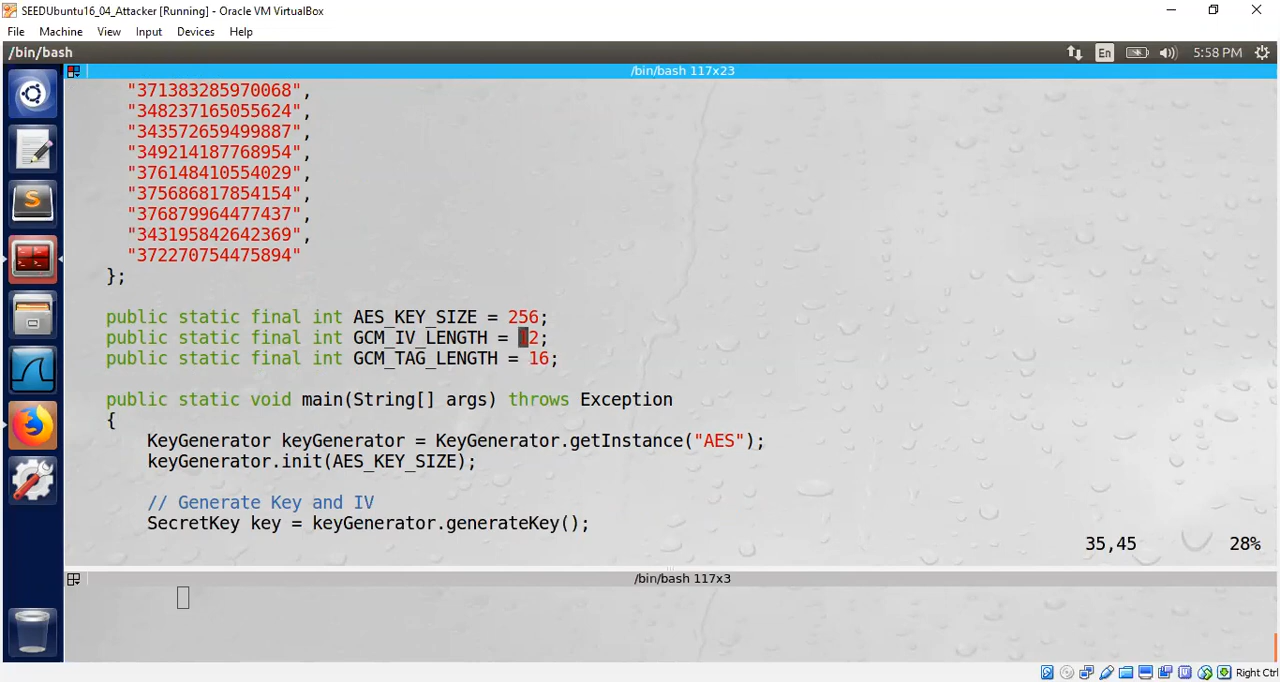 SEEDUbuntu16_04_Attacker [Running] - Oracle VM VirtualBox
File Machine View Input Devices Help
/bin/bash En 5:58 PM
/bin/bash 117x23
"371383285970068",
"348237165055624",
"343572659499887",
"349214187768954",
"376148410554029",
"375686817854154",
"376879964477437",
"343195842642369",
"372270754475894"
};
public static final int AES_KEY_SIZE = 256;
public static final int GCM_IV_LENGTH = 12;
public static final int GCM_TAG_LENGTH = 16;
public static void main(String[] args) throws Exception
{
KeyGenerator keyGenerator = KeyGenerator.getInstance("AES");
keyGenerator.init(AES_KEY_SIZE);
// Generate Key and IV
SecretKey key = keyGenerator.generateKey();
35,45 28%
/bin/bash 117x3
Right Ctrl